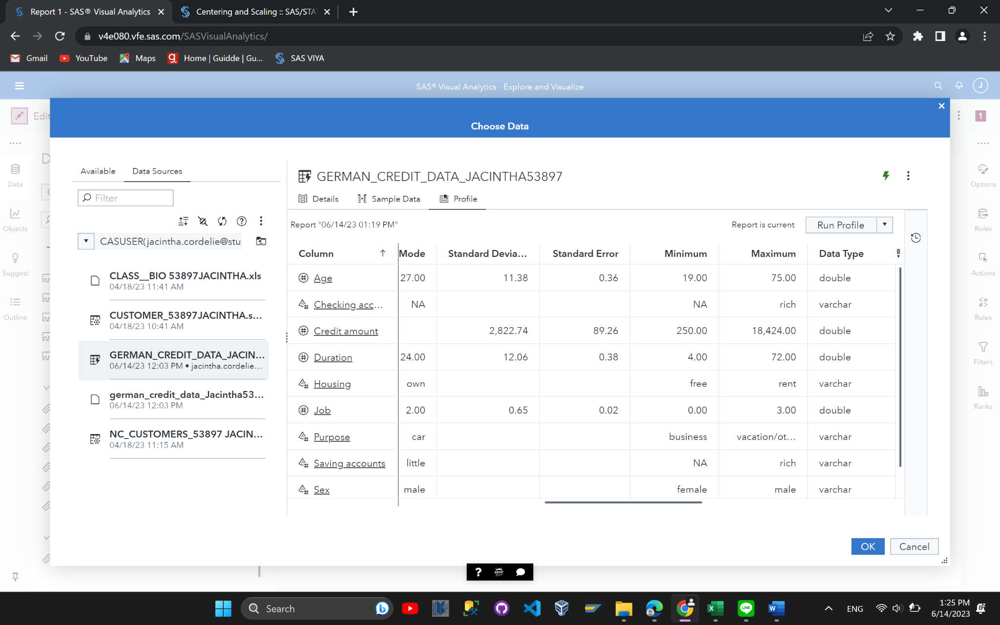 Report 1 - SAS® Visual Analytics
Centering and Scaling :: SAS/STAT
v4e080.vfe.sas.com/SASVisualAnalytics/
Gmail
YouTube
Maps
Home | Guidde | Gu...
SAS VIYA
SAS® Visual Analytics - Explore and Visualize
J
Edit
1
Choose Data
Data
Objects
Suggest
Outline
Options
Roles
Actions
Rules
Filters
Ranks
Available
Data Sources
Filter
CASUSER(jacintha.cordelie@stu
CLASS__BIO 53897JACINTHA.xls
04/18/23 11:41 AM
CUSTOMER_53897JACINTHA.s...
04/18/23 10:41 AM
GERMAN_CREDIT_DATA_JACIN...
06/14/23 12:03 PM • jacintha.cordelie...
german_credit_data_Jacintha53...
06/14/23 12:03 PM
NC_CUSTOMERS_53897 JACIN...
04/18/23 11:15 AM
GERMAN_CREDIT_DATA_JACINTHA53897
Details
Sample Data
Profile
Report "06/14/23 01:19 PM"
Report is current
Run Profile
Column Mode Standard Devia... Standard Error Minimum Maximum Data Type
Age 27.00 11.38 0.36 19.00 75.00 double
Checking acc... NA NA rich varchar
Credit amount 2,822.74 89.26 250.00 18,424.00 double
Duration 24.00 12.06 0.38 4.00 72.00 double
Housing own free rent varchar
Job 2.00 0.65 0.02 0.00 3.00 double
Purpose car business vacation/ot... varchar
Saving accounts little NA rich varchar
Sex male female male varchar
OK
Cancel
?
jupyter
Search
LINE
ENG
1:25 PM
6/14/2023